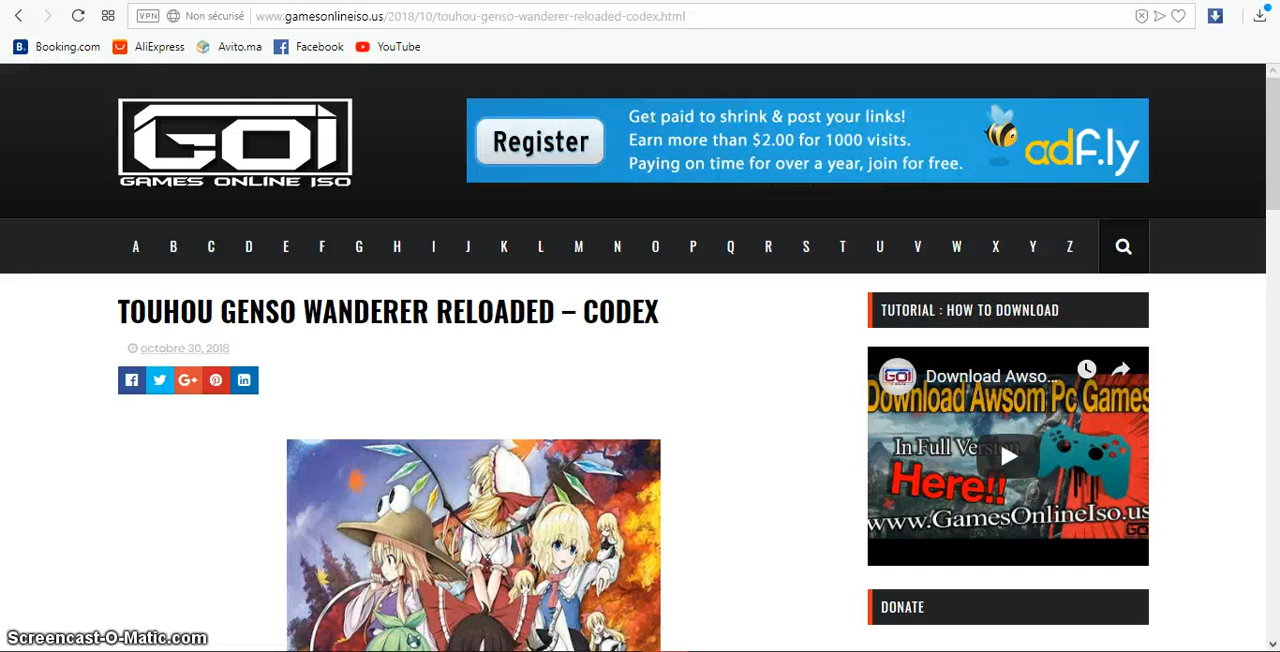 VPN Non sécurisé www.gamesonlineiso.us/2018/10/touhou-genso-wanderer-reloaded-codex.html
B. Booking.com AliExpress Avito.ma Facebook YouTube
GOI
GAMES ONLINE ISO
Register
Get paid to shrink & post your links!
Earn more than $2.00 for 1000 visits.
Paying on time for over a year, join for free.
adf.ly
A B C D E F G H I J K L M N O P Q R S T U V W X Y Z
TOUHOU GENSO WANDERER RELOADED – CODEX
octobre 30, 2018
TUTORIAL : HOW TO DOWNLOAD
GOI Download Awso...
Download Awsom Pc Games
In Full Vers
Here!!
www.GamesOnlineIso.us
GOI
DONATE
Screencast-O-Matic.com